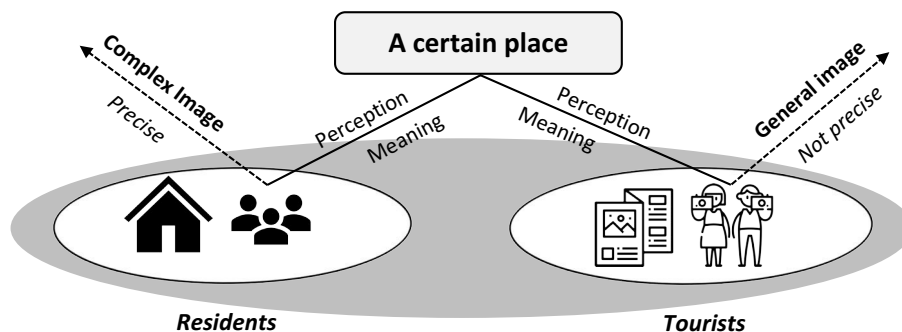 A certain place
Complex Image
Precise
Perception
Meaning
Perception
Meaning
General image
Not precise
Residents
Tourists